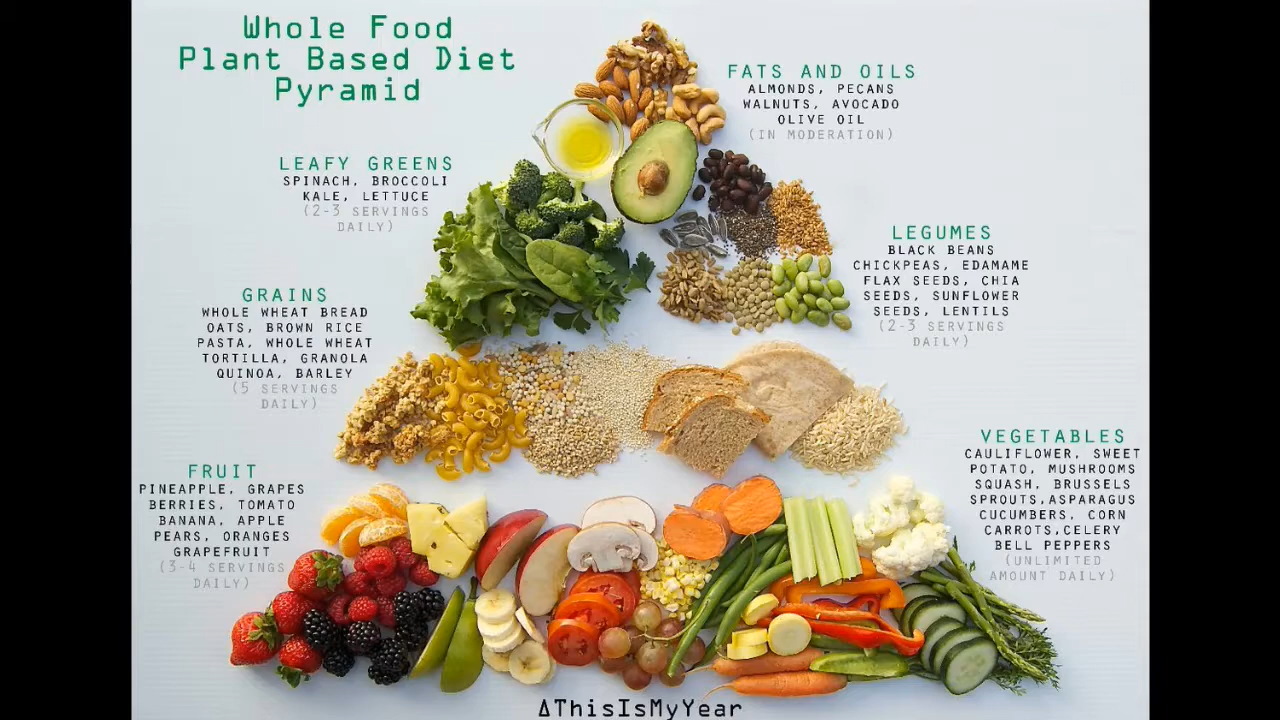 Whole Food
Plant Based Diet
Pyramid
FATS AND OILS
ALMONDS, PECANS
WALNUTS, AVOCADO
OLIVE OIL
(IN MODERATION)
LEAFY GREENS
SPINACH, BROCCOLI
KALE, LETTUCE
(2-3 SERVINGS
DAILY)
LEGUMES
BLACK BEANS
CHICKPEAS, EDAMAME
FLAX SEEDS, CHIA
SEEDS, SUNFLOWER
SEEDS, LENTILS
(2-3 SERVINGS
DAILY)
GRAINS
WHOLE WHEAT BREAD
OATS, BROWN RICE
PASTA, WHOLE WHEAT
TORTILLA, GRANOLA
QUINOA, BARLEY
(5 SERVINGS
DAILY)
VEGETABLES
CAULIFLOWER, SWEET
POTATO, MUSHROOMS
SQUASH, BRUSSELS
SPROUTS,ASPARAGUS
CUCUMBERS, CORN
CARROTS,CELERY
BELL PEPPERS
(UNLIMITED
AMOUNT DAILY)
FRUIT
PINEAPPLE, GRAPES
BERRIES, TOMATO
BANANA, APPLE
PEARS, ORANGES
GRAPEFRUIT
(3-4 SERVINGS
DAILY)
ΔThisIsMyYear